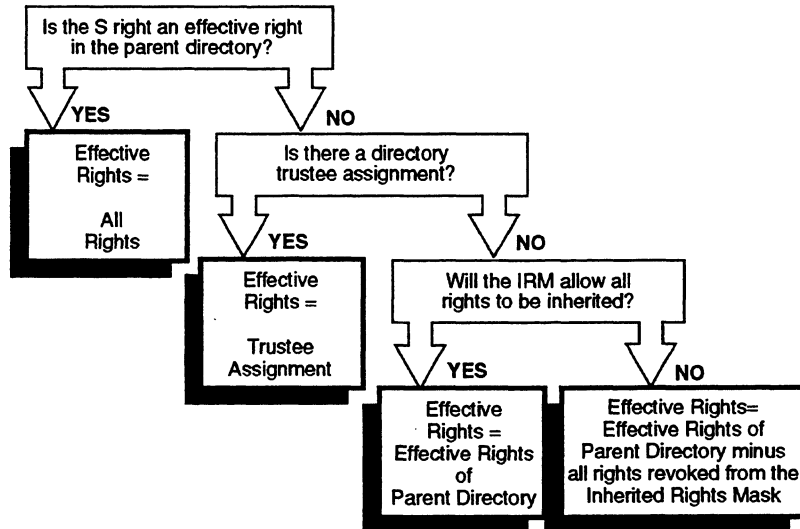 Is the S right an effective right
in the parent directory?
YES
NO
Effective
Rights =
All
Rights
Is there a directory
trustee assignment?
YES
NO
Effective
Rights =
Trustee
Assignment
Will the IRM allow all
rights to be inherited?
YES
NO
Effective
Rights =
Effective Rights
of
Parent Directory
Effective Rights=
Effective Rights of
Parent Directory minus
all rights revoked from the
Inherited Rights Mask